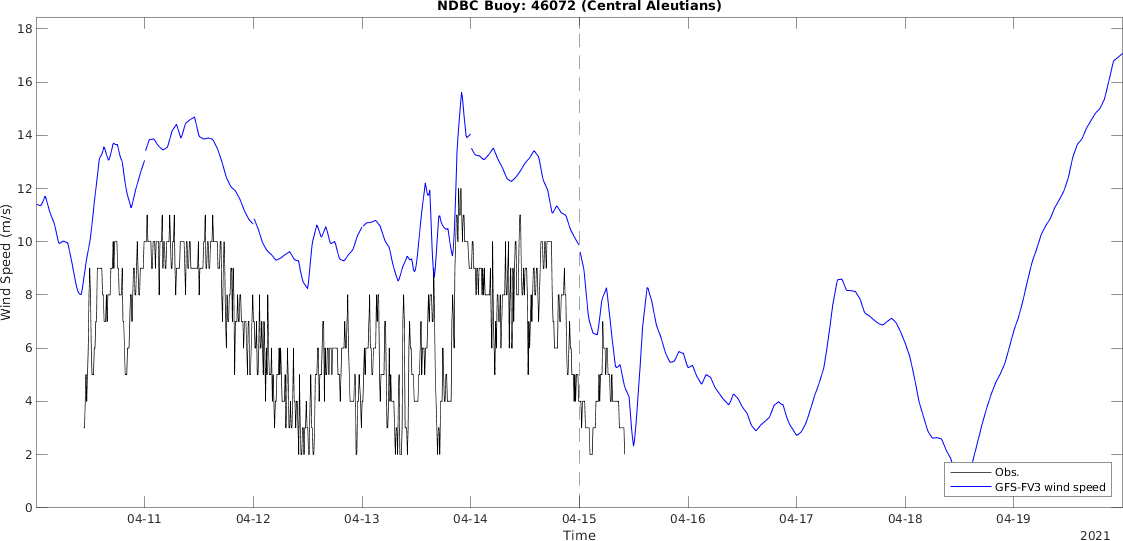 NDBC Buoy: 46072 (Central Aleutians)
18
16
14
12
10
8
6
4
2
0
Wind Speed (m/s)
04-11 04-12 04-13 04-14 04-15 04-16 04-17 04-18 04-19
Time
2021
Obs.
GFS-FV3 wind speed